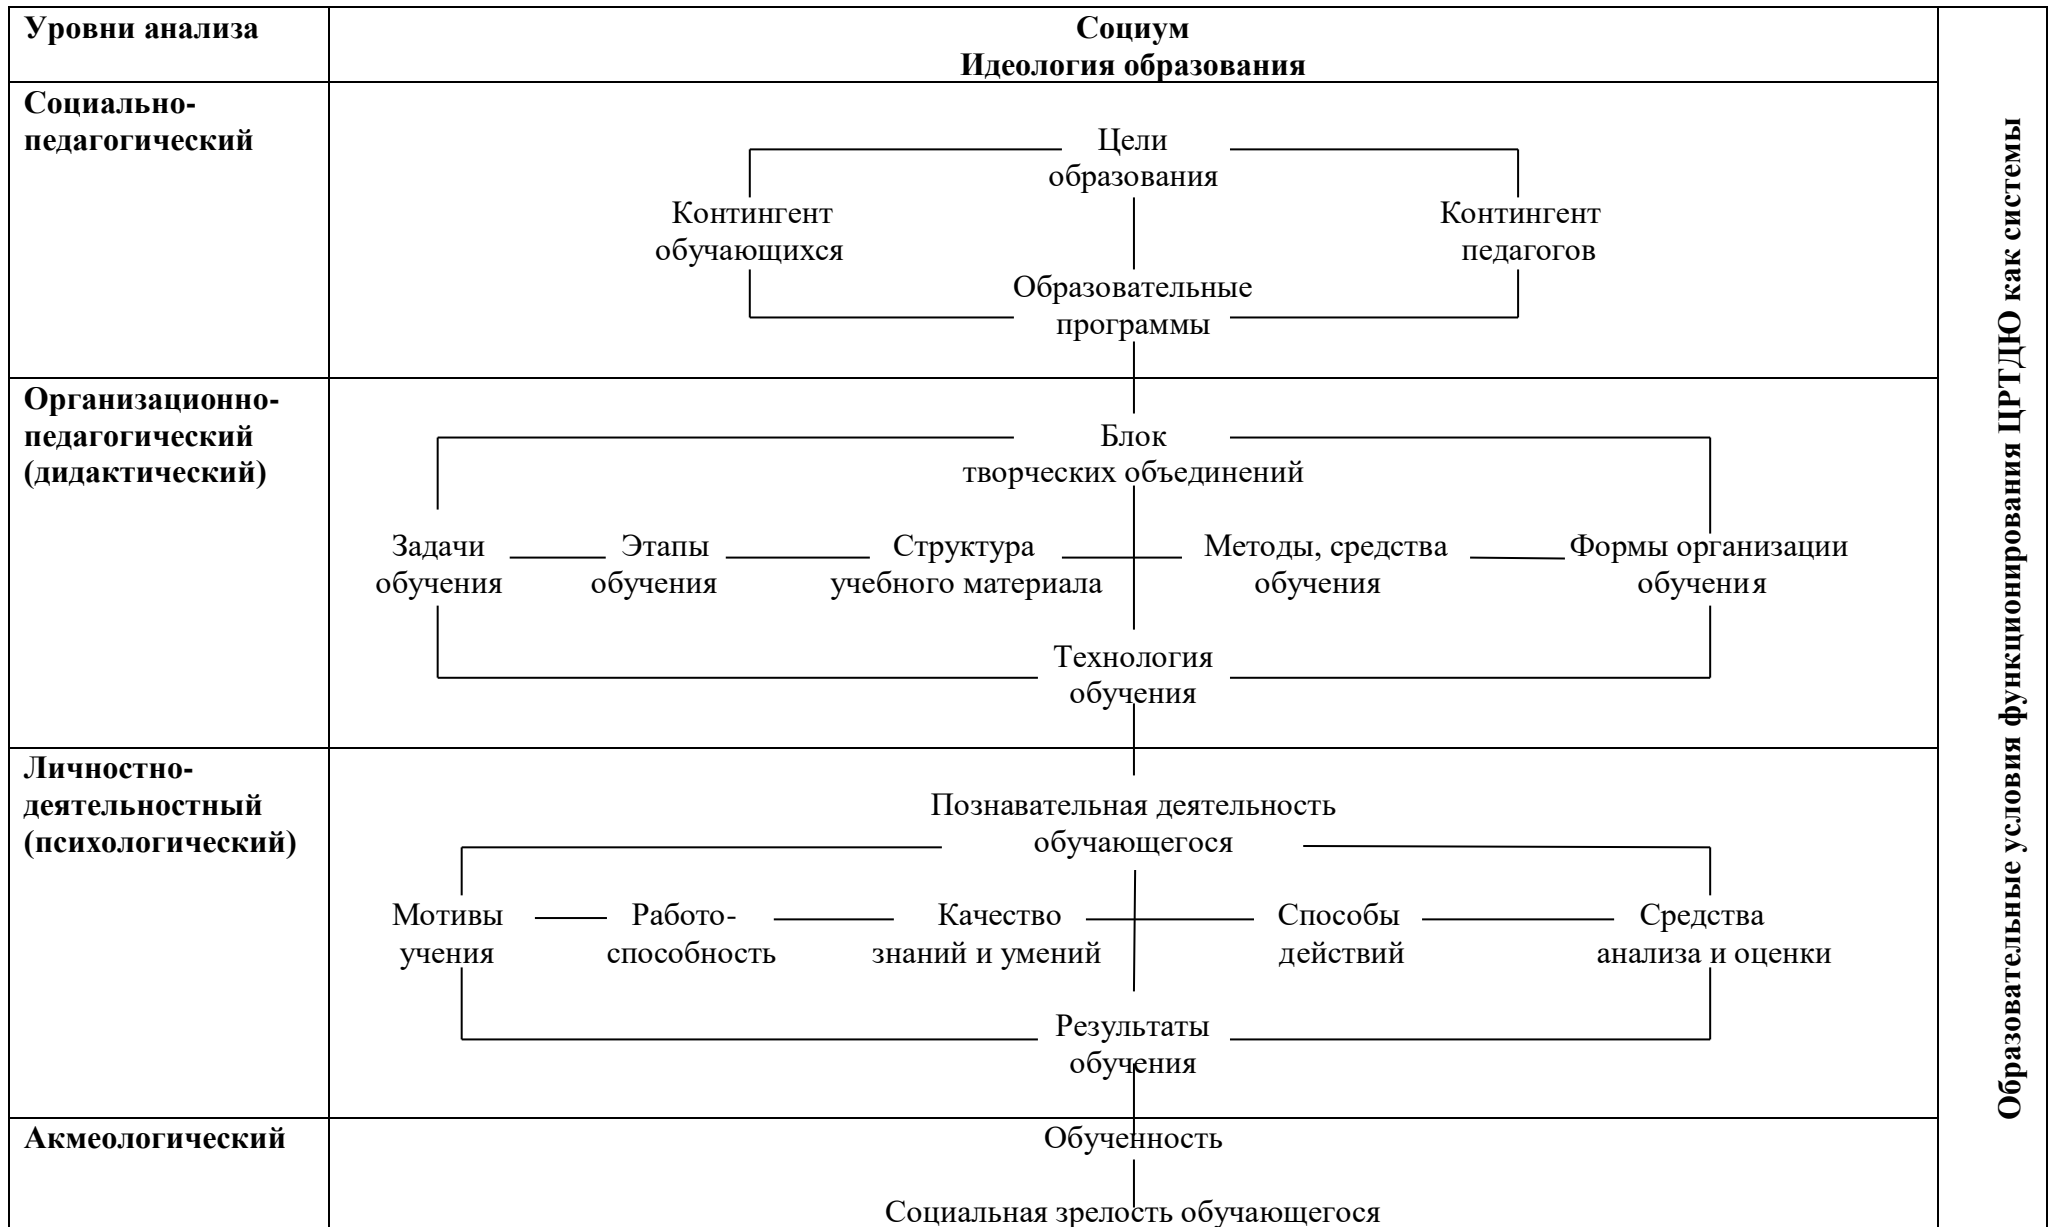 Уровни анализа
Социум
Идеология образования
Социально-
педагогический
Цели
образования
Контингент
обучающихся
Контингент
педагогов
Образовательные
программы
Организационно-
педагогический
(дидактический)
Блок
творческих объединений
Задачи
обучения
Этапы
обучения
Структура
учебного материала
Методы, средства
обучения
Формы организации
обучения
Технология
обучения
Личностно-
деятельностный
(психологический)
Познавательная деятельность
обучающегося
Мотивы
учения
Работо-
способность
Качество
знаний и умений
Способы
действий
Средства
анализа и оценки
Результаты
обучения
Акмеологический
Обученность
Социальная зрелость обучающегося
Образовательные условия функционирования ЦРТДЮ как системы